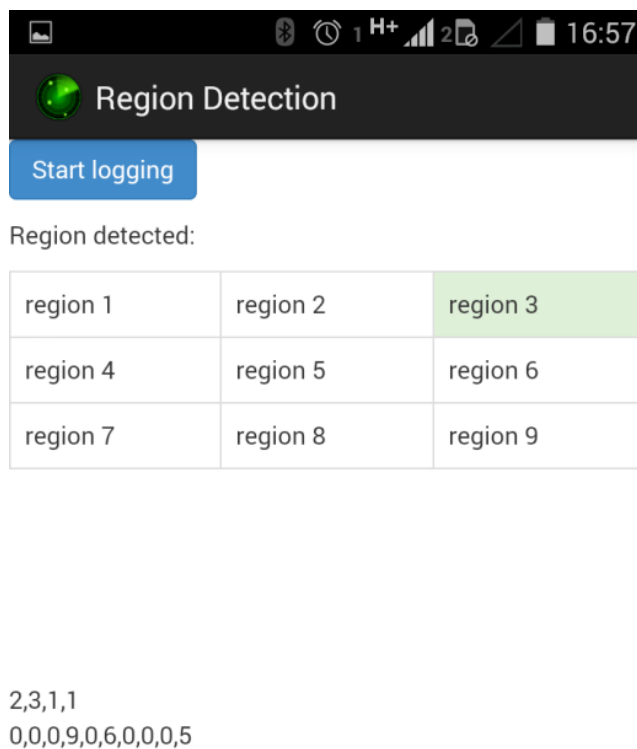 1 H+ 2 16:57
Region Detection
Start logging
Region detected:
region 1 region 2 region 3
region 4 region 5 region 6
region 7 region 8 region 9
2,3,1,1
0,0,0,9,0,6,0,0,0,5